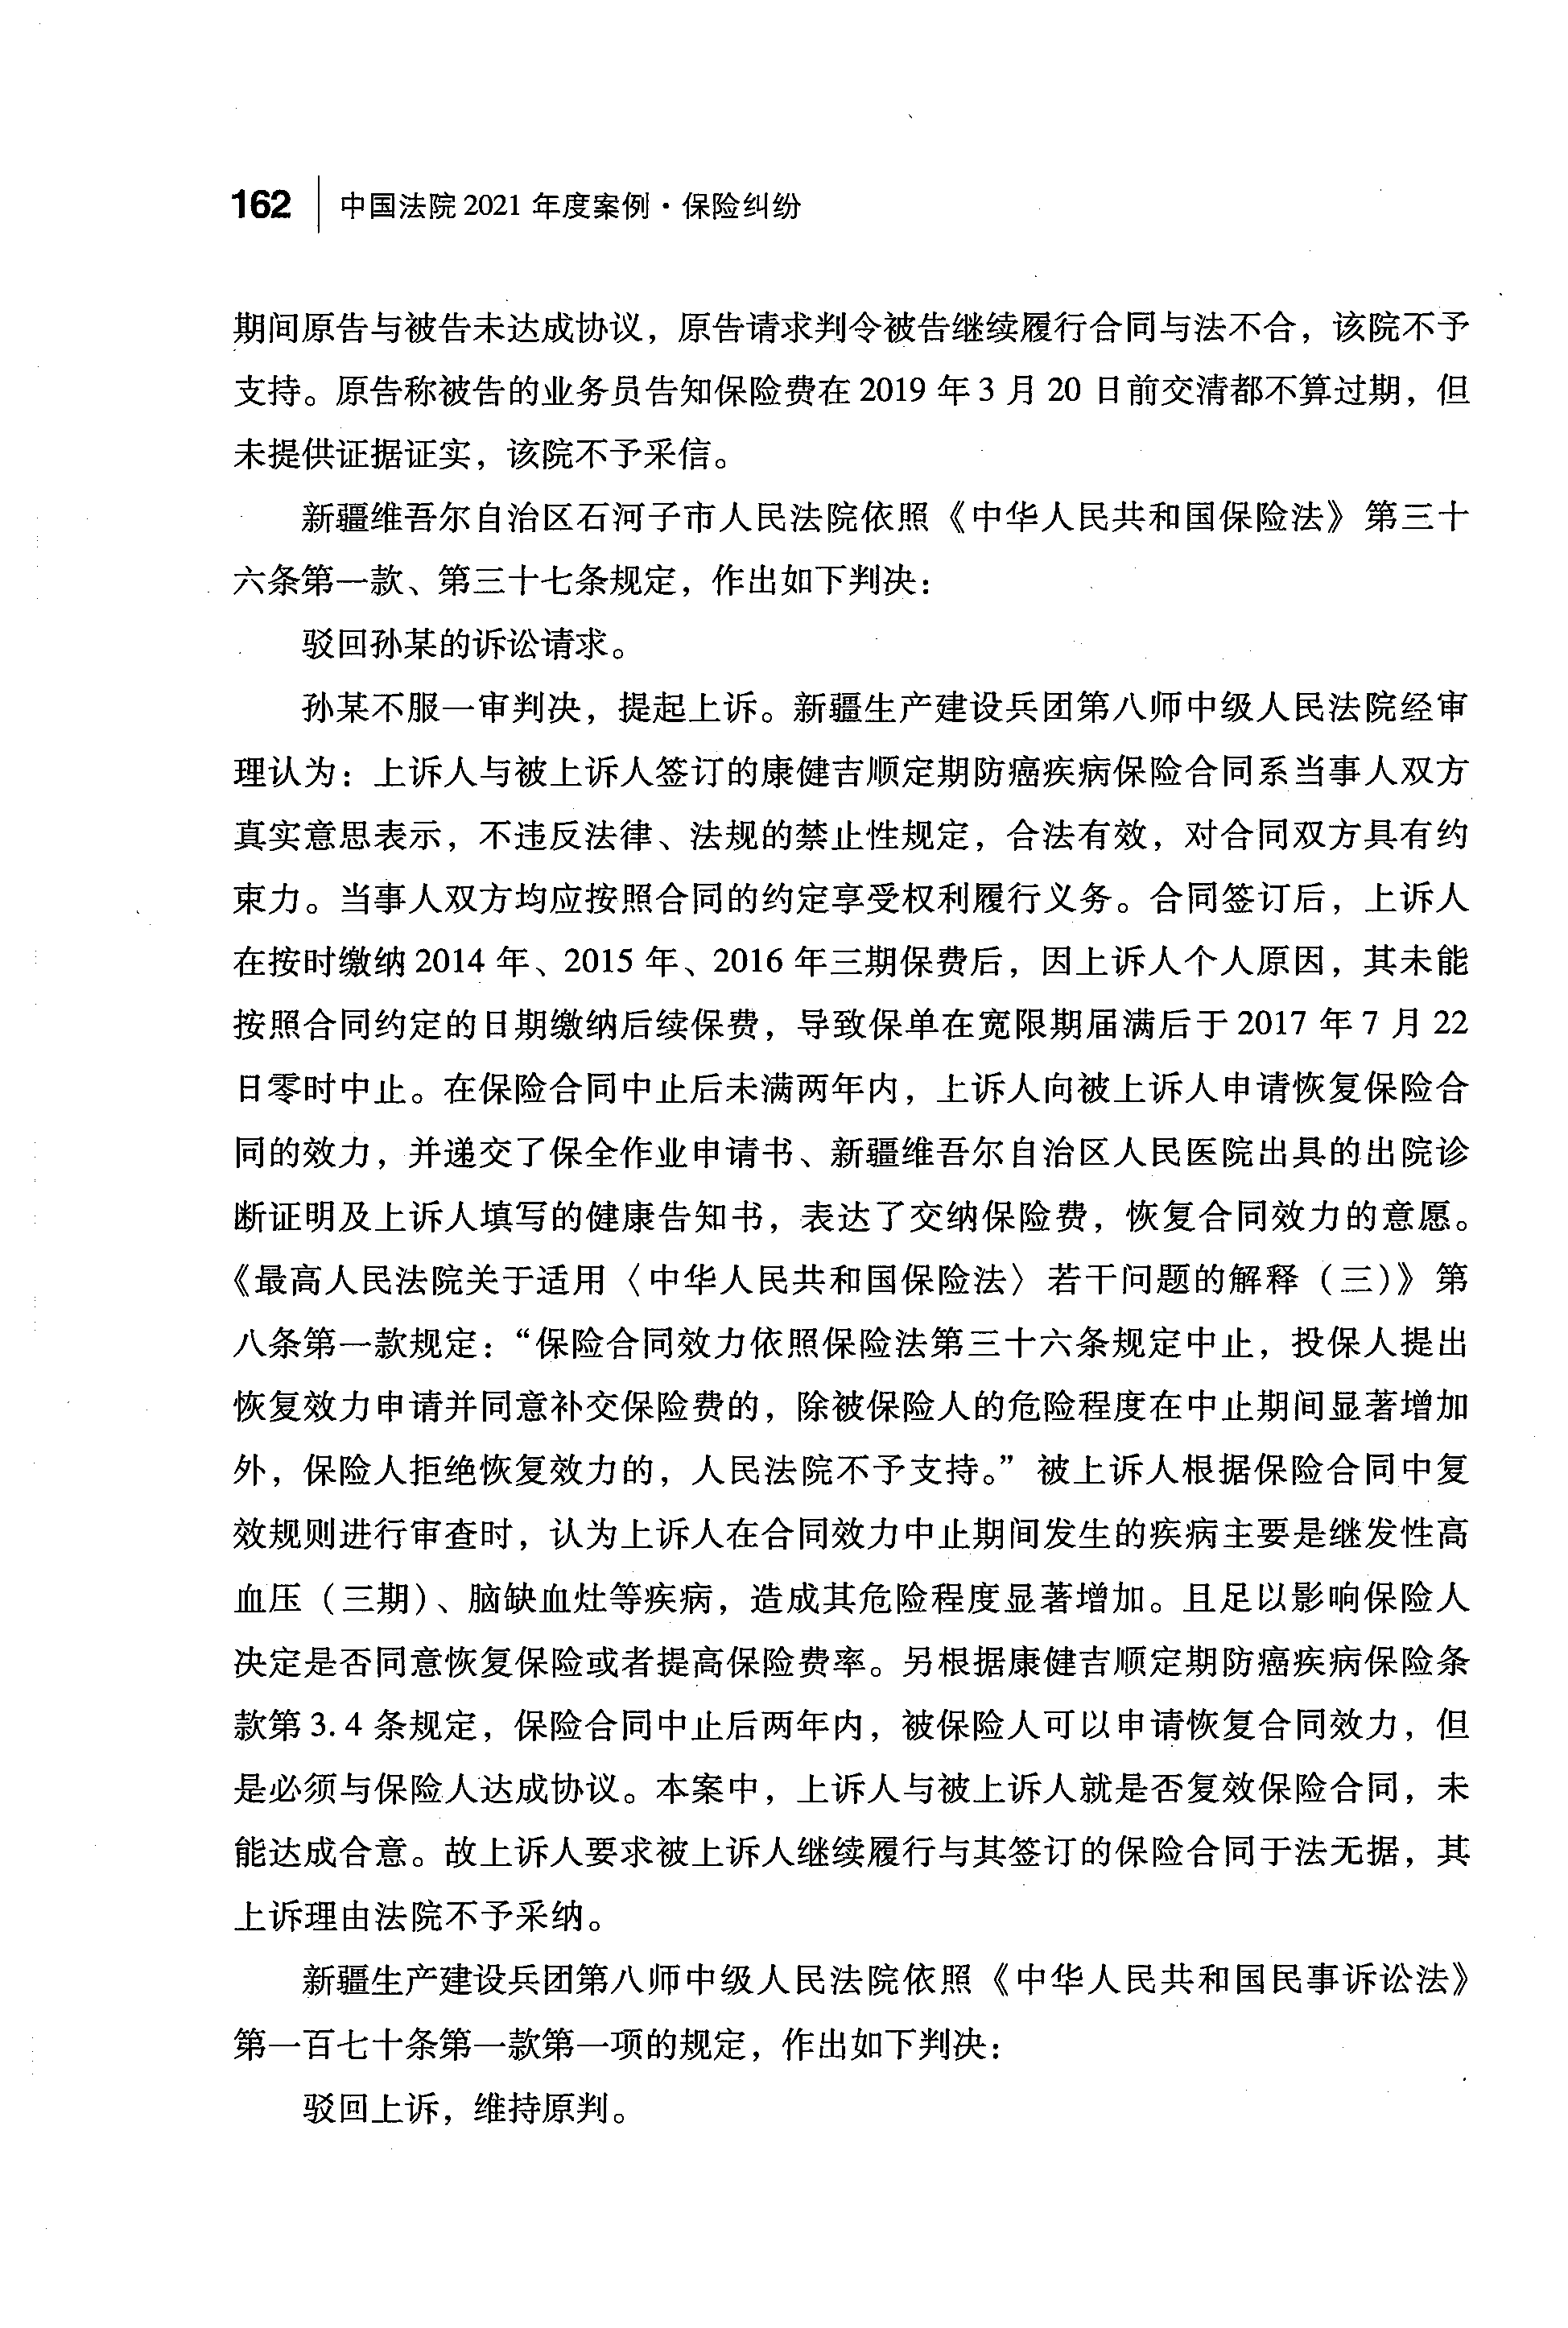 162 中国法院2021年度案例·保险纠纷
期间原告与被告未达成协议，原告请求判令被告继续履行合同与法不合，该院不予
支持。原告称被告的业务员告知保险费在2019年3月20日前交清都不算过期，但
未提供证据证实，该院不予采信。
新疆维吾尔自治区石河子市人民法院依照《中华人民共和国保险法》第三十
六条第一款、第三十七条规定，作出如下判决：
驳回孙某的诉讼请求。
孙某不服一审判决，提起上诉。新疆生产建设兵团第八师中级人民法院经审
理认为：上诉人与被上诉人签订的康健吉顺定期防癌疾病保险合同系当事人双方
真实意思表示，不违反法律、法规的禁止性规定，合法有效，对合同双方具有约
束力。当事人双方均应按照合同的约定享受权利履行义务。合同签订后，上诉人
在按时缴纳2014年、2015年、2016年三期保费后，因上诉人个人原因，其未能
按照合同约定的日期缴纳后续保费，导致保单在宽限期届满后于2017年7月22
日零时中止。在保险合同中止后未满两年内，上诉人向被上诉人申请恢复保险合
同的效力，并递交了保全作业申请书、新疆维吾尔自治区人民医院出具的出院诊
断证明及上诉人填写的健康告知书，表达了交纳保险费，恢复合同效力的意愿。
《最高人民法院关于适用〈中华人民共和国保险法〉若干问题的解释（三）》第
八条第一款规定：“保险合同效力依照保险法第三十六条规定中止，投保人提出
恢复效力申请并同意补交保险费的，除被保险人的危险程度在中止期间显著增加
外，保险人拒绝恢复效力的，人民法院不予支持。”被上诉人根据保险合同中复
效规则进行审查时，认为上诉人在合同效力中止期间发生的疾病主要是继发性高
血压（三期）、脑缺血灶等疾病，造成其危险程度显著增加。且足以影响保险人
决定是否同意恢复保险或者提高保险费率。另根据康健吉顺定期防癌疾病保险条
款第3.4条规定，保险合同中止后两年内，被保险人可以申请恢复合同效力，但
是必须与保险人达成协议。本案中，上诉人与被上诉人就是否复效保险合同，未
能达成合意。故上诉人要求被上诉人继续履行与其签订的保险合同于法无据，其
上诉理由法院不予采纳。
新疆生产建设兵团第八师中级人民法院依照《中华人民共和国民事诉讼法》
第一百七十条第一款第一项的规定，作出如下判决：
驳回上诉，维持原判。